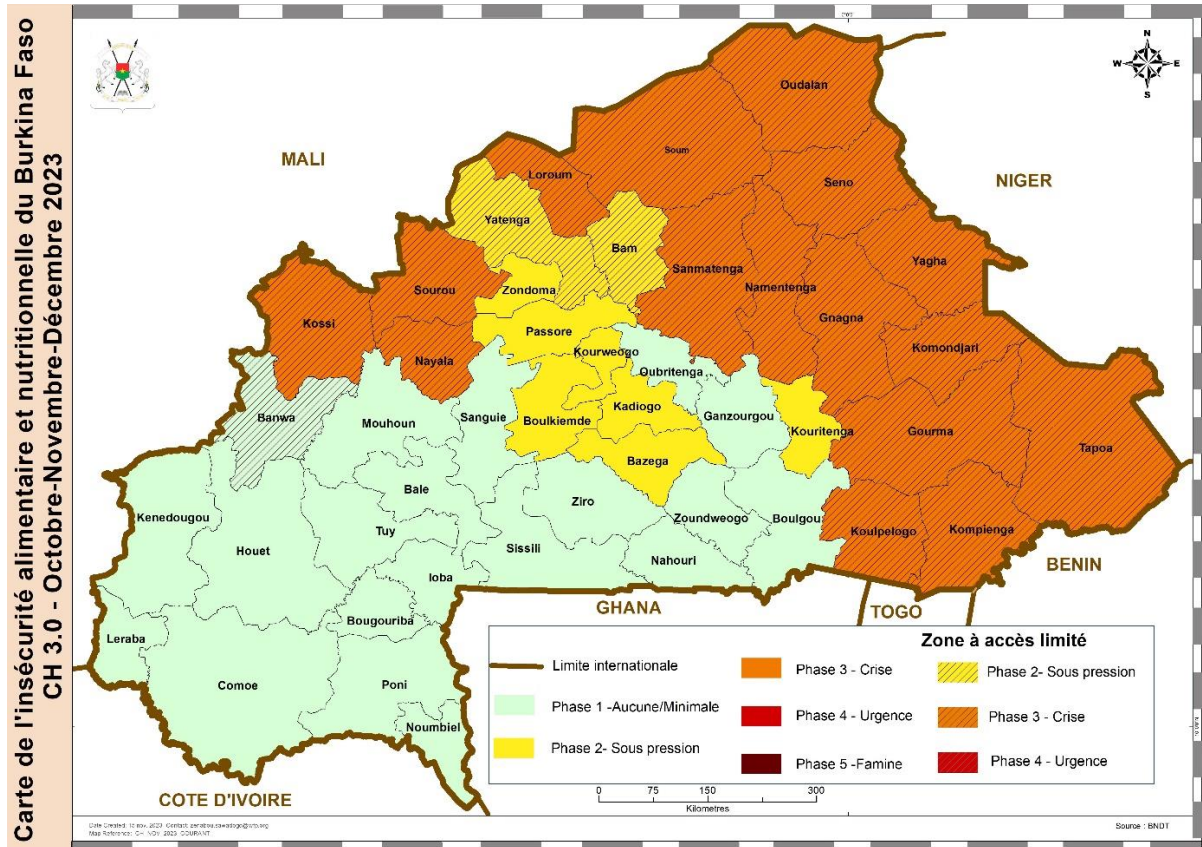 Carte de l'insécurité alimentaire et nutritionnelle du Burkina Faso
CH 3.0 - Octobre-Novembre-Décembre 2023
N
W
E
S
MALI
NIGER
Oudalan
Soum
Loroum
Seno
Yatenga
Bam
Yagha
Sanmatenga
Namentenga
Sourou
Zondoma
Gnagna
Kossi
Passore
Komondjari
Nayala
Kourweogo
Oubritenga
Banwa
Mouhoun
Sanguie
Boulkiemde
Kadiogo
Ganzourgou
Kouritenga
Gourma
Tapoa
Bazega
Bale
Ziro
Kenedougou
Zoundweogo
Boulgou
Koulpelogo
Kompienga
Tuy
Houet
Sissili
Nahouri
Ioba
BENIN
GHANA
TOGO
Bougouriba
Leraba
Comoe
Poni
Noumbiel
COTE D'IVOIRE
Zone à accès limité
Limite internationale
Phase 1 -Aucune/Minimale
Phase 2- Sous pression
Phase 3 - Crise
Phase 4 - Urgence
Phase 5 -Famine
Phase 2- Sous pression
Phase 3 - Crise
Phase 4 - Urgence
0 75 150 300
Kilometres
Map Reference: CH_NOV_2023_COURANT
Source : BNDT